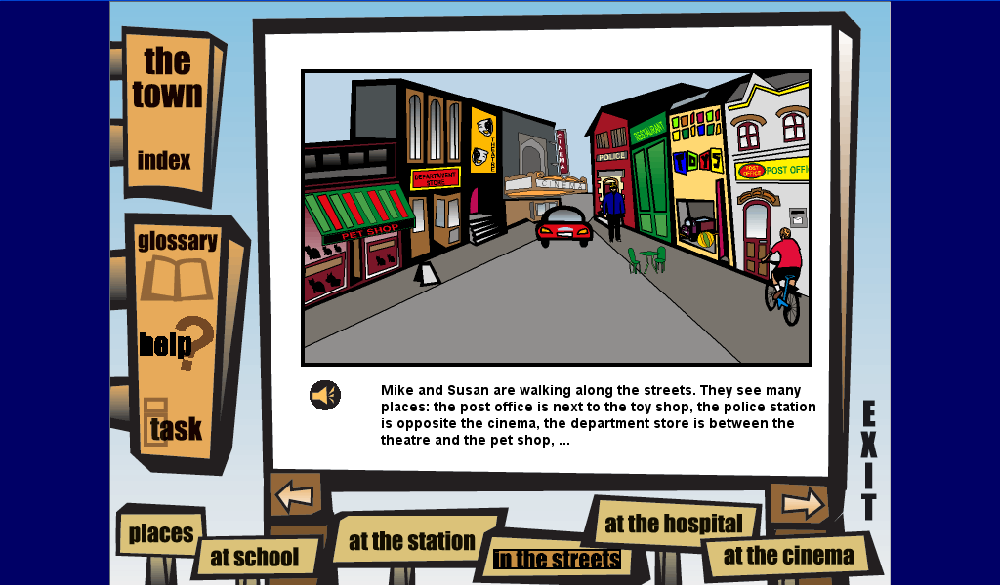 the
town
index
glossary
help
task
PET SHOP
DEPARTAMENT
STORE
THEATRE
CINEMA
CINEMA
POLICE
RESTAURANT
TOYS
POST
OFFICE
POST OFFI
Mike and Susan are walking along the streets. They see many
places: the post office is next to the toy shop, the police station
is opposite the cinema, the department store is between the
theatre and the pet shop, ...
EXIT
places
at school
at the station
in the streets
at the hospital
at the cinema